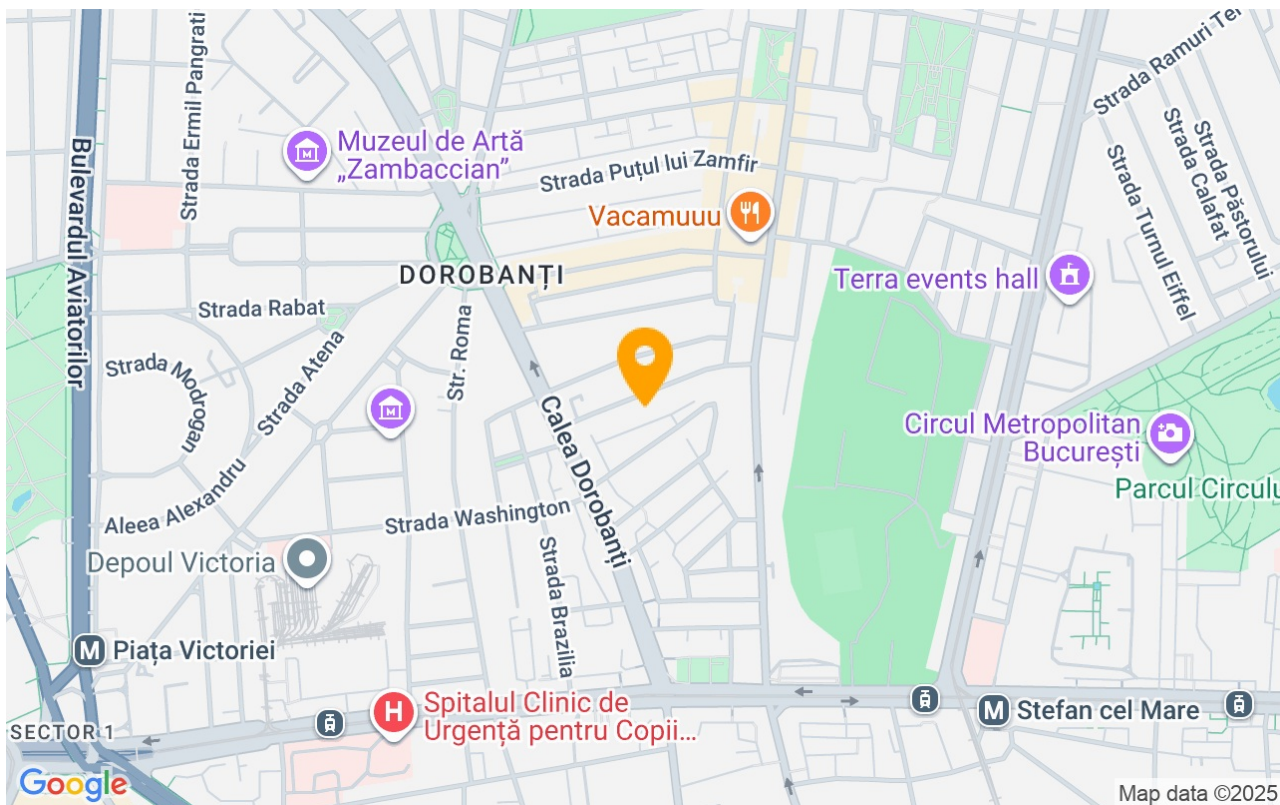 Strada Ermil Pangrati
Strada Ramuri Tei
Bulevardul Aviatorilor
Muzeul de Artă
„Zambaccian”
Strada Puțul lui Zamfir
Strada Păstorului
Strada Calafat
Strada Turnul Eiffel
Vacamuuu
DOROBANȚI
Terra events hall
Strada Rabat
Str. Roma
Strada Atena
Strada Modrogan
Calea Dorobanți
Circul Metropolitan
București
Parcul Circulu
Aleea Alexandru
Strada Washington
Depoul Victoria
Strada Brazilia
M Piața Victoriei
H
Spitalul Clinic de
Urgență pentru Copii...
M Stefan cel Mare
SECTOR 1
Google
Map data ©2025